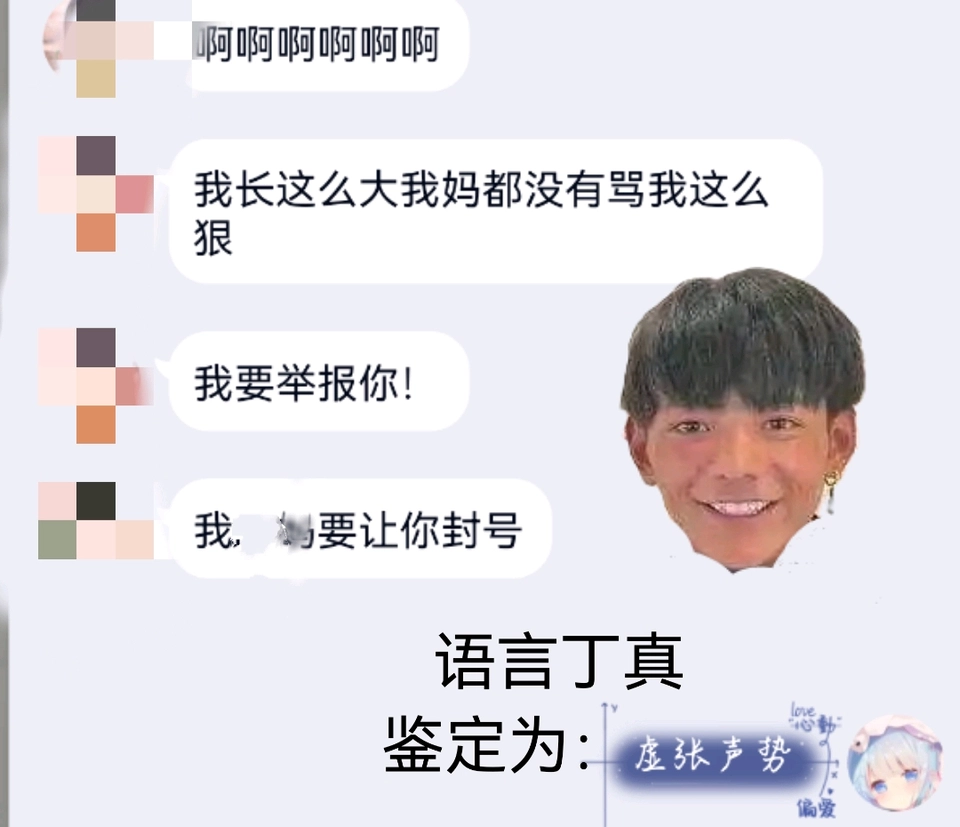 啊啊啊啊啊啊
我长这么大我妈都没有骂我这么
狠
我要举报你！
我 妈要让你封号
语言丁真
鉴定为：
虚张声势
love
“心動”
Y
X
偏爱